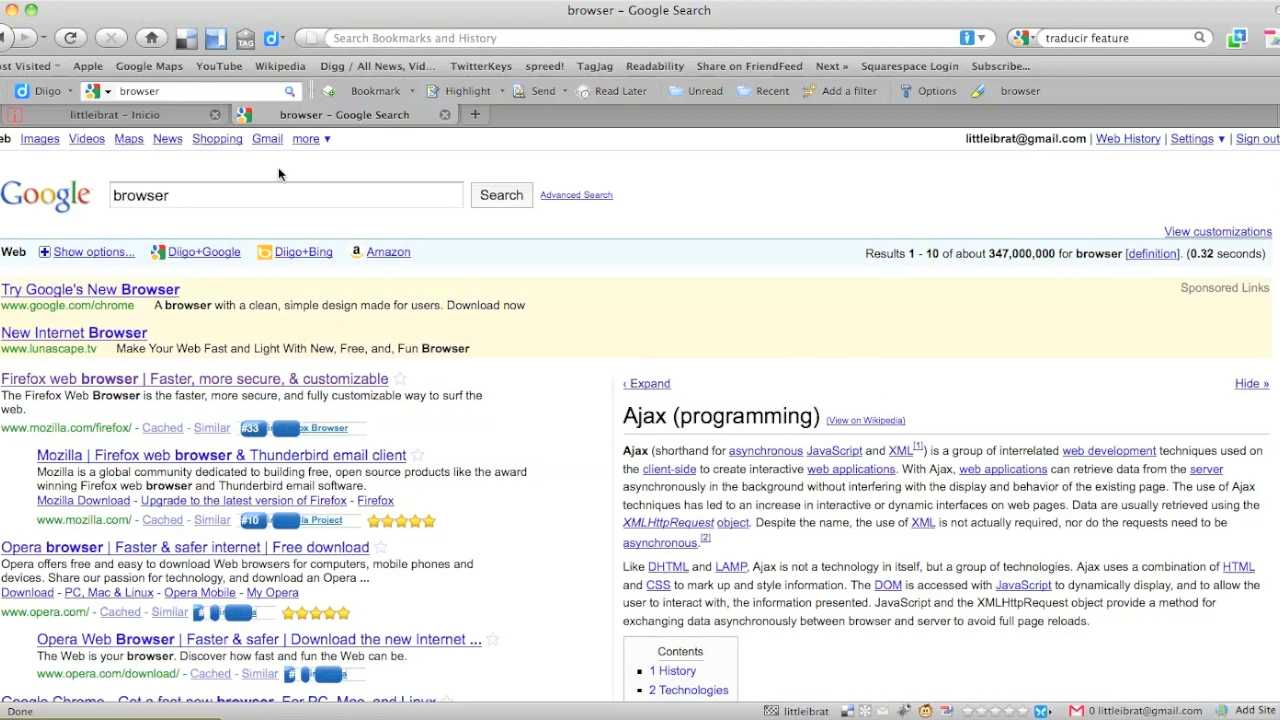 browser – Google Search
Search Bookmarks and History
traducir feature
st Visited
Apple
Google Maps
YouTube
Wikipedia
Digg / All News, Vid...
TwitterKeys
spreed!
TagJag
Readability
Share on FriendFeed
Next »
Squarespace Login
Subscribe...
Diigo
browser
Bookmark
Highlight
Send
Read Later
Unread
Recent
Add a filter
Options
browser
littleibrat – Inicio
browser – Google Search
eb Images Videos Maps News Shopping Gmail more ▼
littleibrat@gmail.com | Web History | Settings ▼ | Sign out
Google
browser
Search
Advanced Search
View customizations
Web
Show options...
Diigo+Google
Diigo+Bing
Amazon
Results 1 - 10 of about 347,000,000 for browser [definition]. (0.32 seconds)
Try Google's New Browser
Sponsored Links
www.google.com/chrome A browser with a clean, simple design made for users. Download now
New Internet Browser
www.lunascape.tv Make Your Web Fast and Light With New, Free, and, Fun Browser
Firefox web browser | Faster, more secure, & customizable
The Firefox Web Browser is the faster, more secure, and fully customizable way to surf the
web.
www.mozilla.com/firefox/ - Cached - Similar #33 Browser
Mozilla | Firefox web browser & Thunderbird email client
Mozilla is a global community dedicated to building free, open source products like the award
winning Firefox web browser and Thunderbird email software.
Mozilla Download - Upgrade to the latest version of Firefox - Firefox
www.mozilla.com/ - Cached - Similar #10 Project
Opera browser | Faster & safer internet | Free download
Opera offers free and easy to download Web browsers for computers, mobile phones and
devices. Share our passion for technology, and download an Opera ...
Download - PC, Mac & Linux - Opera Mobile - My Opera
www.opera.com/ - Cached - Similar #
Opera Web Browser | Faster & safer | Download the new Internet ...
The Web is your browser. Discover how fast and fun the Web can be.
www.opera.com/download/ - Cached - Similar #
Google Chrome - Get a fast new browser. For PC, Mac, and Linux
‹ Expand
Hide »
Ajax (programming) (View on Wikipedia)
Ajax (shorthand for asynchronous JavaScript and XML[1]) is a group of interrelated web development techniques used on
the client-side to create interactive web applications. With Ajax, web applications can retrieve data from the server
asynchronously in the background without interfering with the display and behavior of the existing page. The use of Ajax
techniques has led to an increase in interactive or dynamic interfaces on web pages. Data are usually retrieved using the
XMLHttpRequest object. Despite the name, the use of XML is not actually required, nor do the requests need to be
asynchronous.[2]
Like DHTML and LAMP, Ajax is not a technology in itself, but a group of technologies. Ajax uses a combination of HTML
and CSS to mark up and style information. The DOM is accessed with JavaScript to dynamically display, and to allow the
user to interact with, the information presented. JavaScript and the XMLHttpRequest object provide a method for
exchanging data asynchronously between browser and server to avoid full page reloads.
Contents
1 History
2 Technologies
Done
littleibrat
0 littleibrat@gmail.com
Add Site